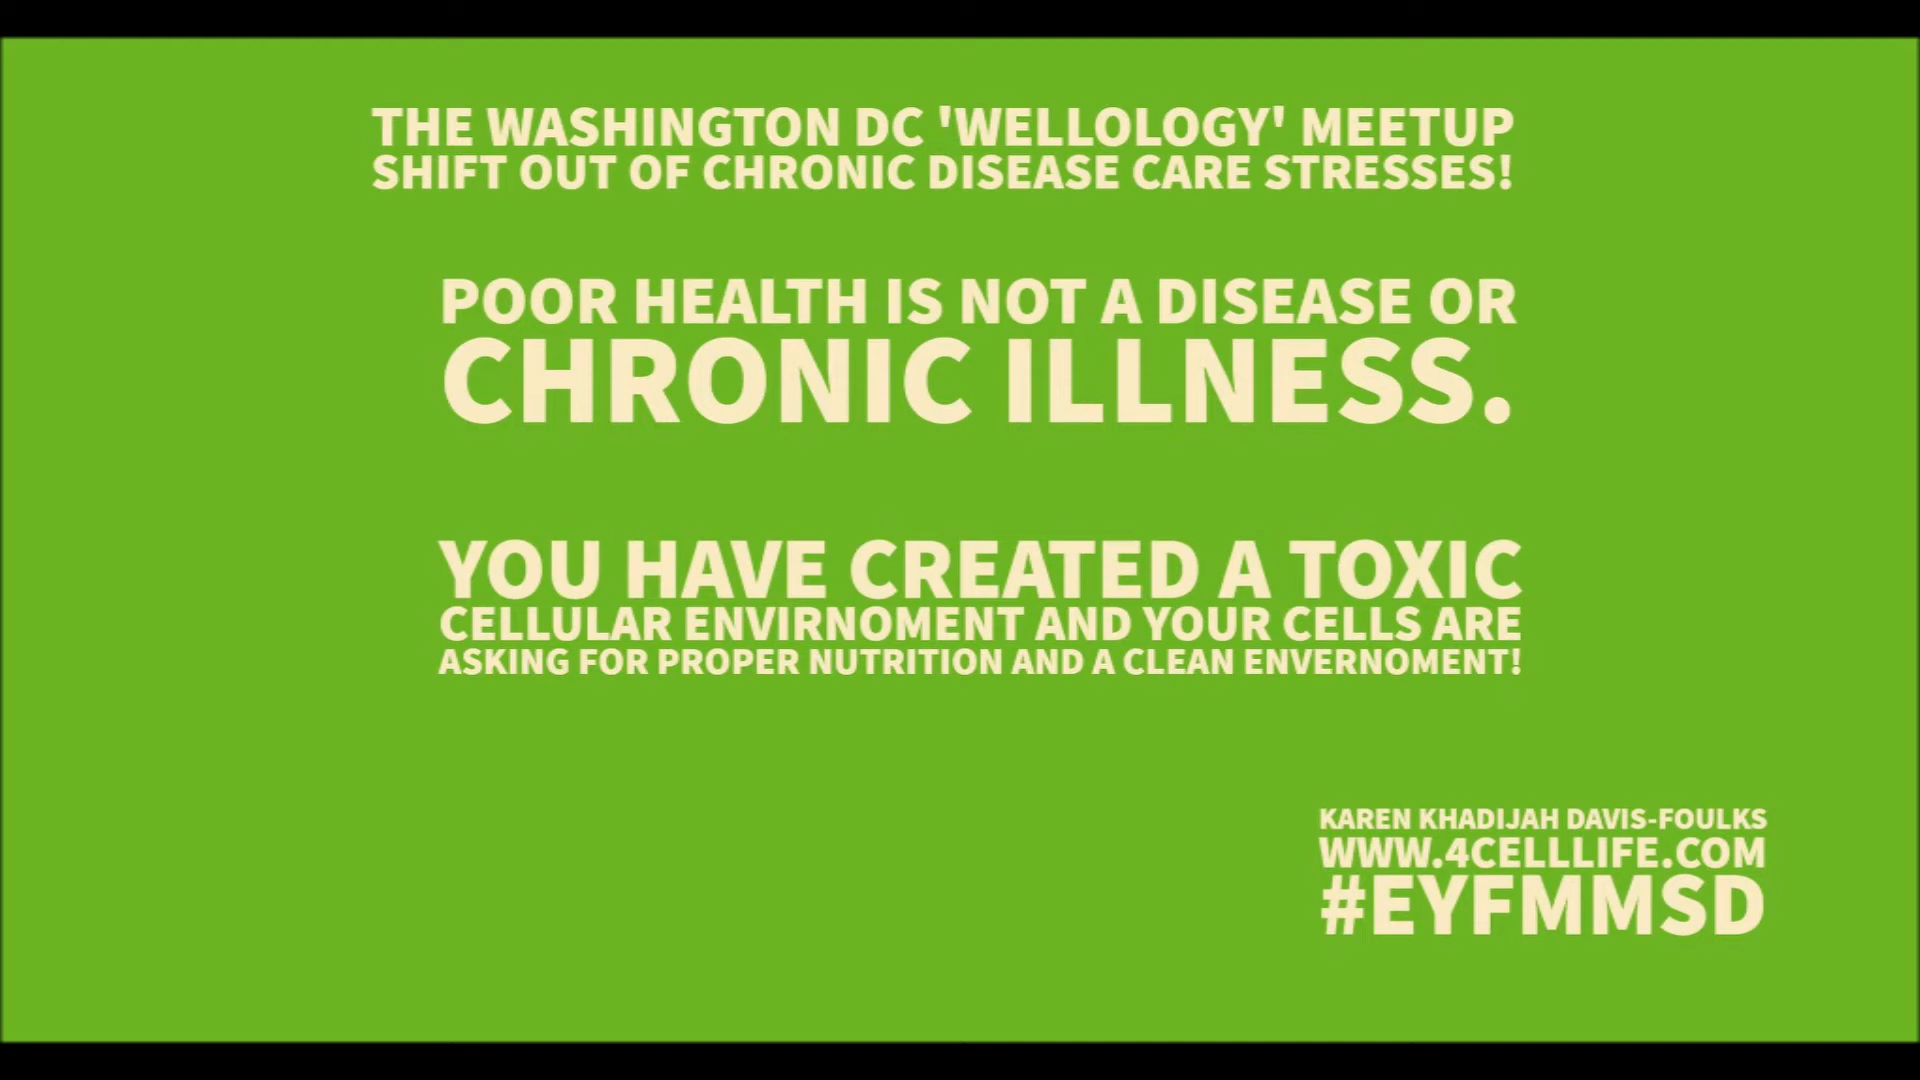 THE WASHINGTON DC 'WELLOLOGY' MEETUP
SHIFT OUT OF CHRONIC DISEASE CARE STRESSES!
POOR HEALTH IS NOT A DISEASE OR
CHRONIC ILLNESS.
YOU HAVE CREATED A TOXIC
CELLULAR ENVIRNOMENT AND YOUR CELLS ARE
ASKING FOR PROPER NUTRITION AND A CLEAN ENVERNOMENT!
KAREN KHADIJAH DAVIS-FOULKS
WWW.4CELLLIFE.COM
#EYFMMSD